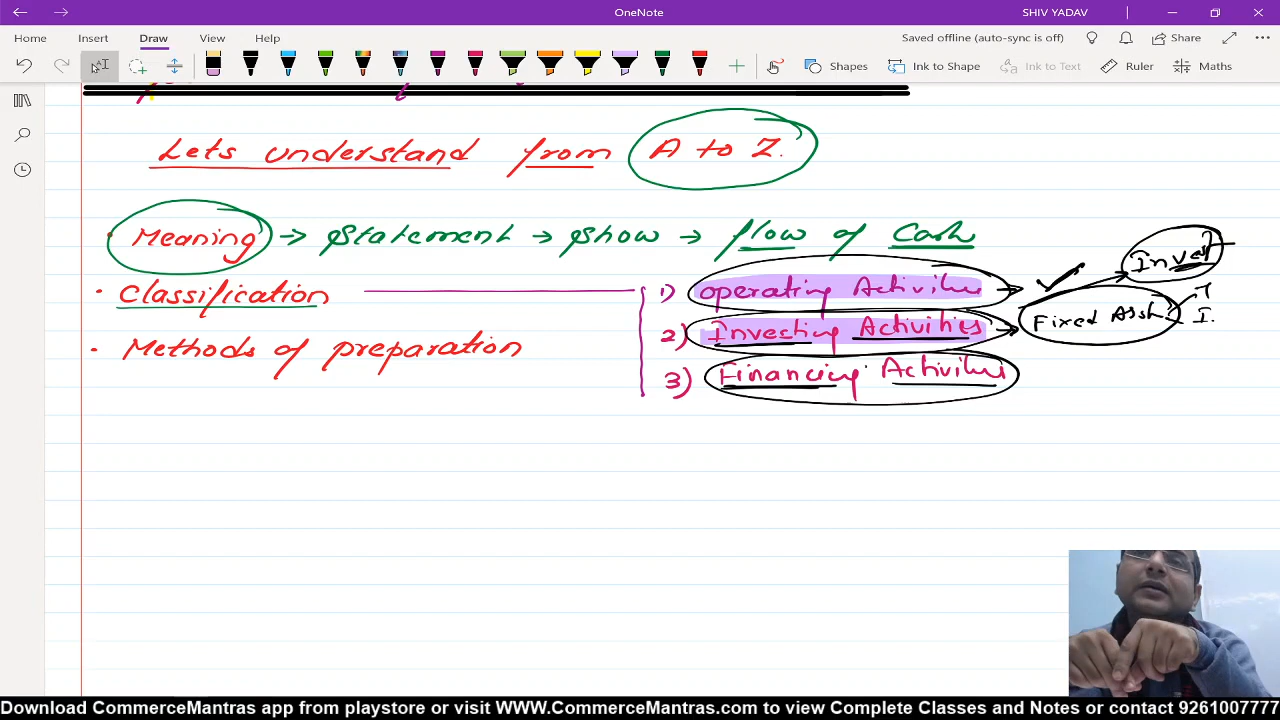 OneNote
SHIV YADAV
Home Insert Draw View Help
Saved offline (auto-sync is off) Share
Shapes Ink to Shape Ink to Text Ruler Maths
Lets understand from A to Z.
• Meaning → Statement → Show → flow of Cash
Invest
• Classification 1) operating Activities
2) Investing Activities Fixed Asst T
I.
• Methods of preparation
3) Financing Activities
Download CommerceMantras app from playstore or visit WWW.CommerceMantras.com to view Complete Classes and Notes or contact 9261007777